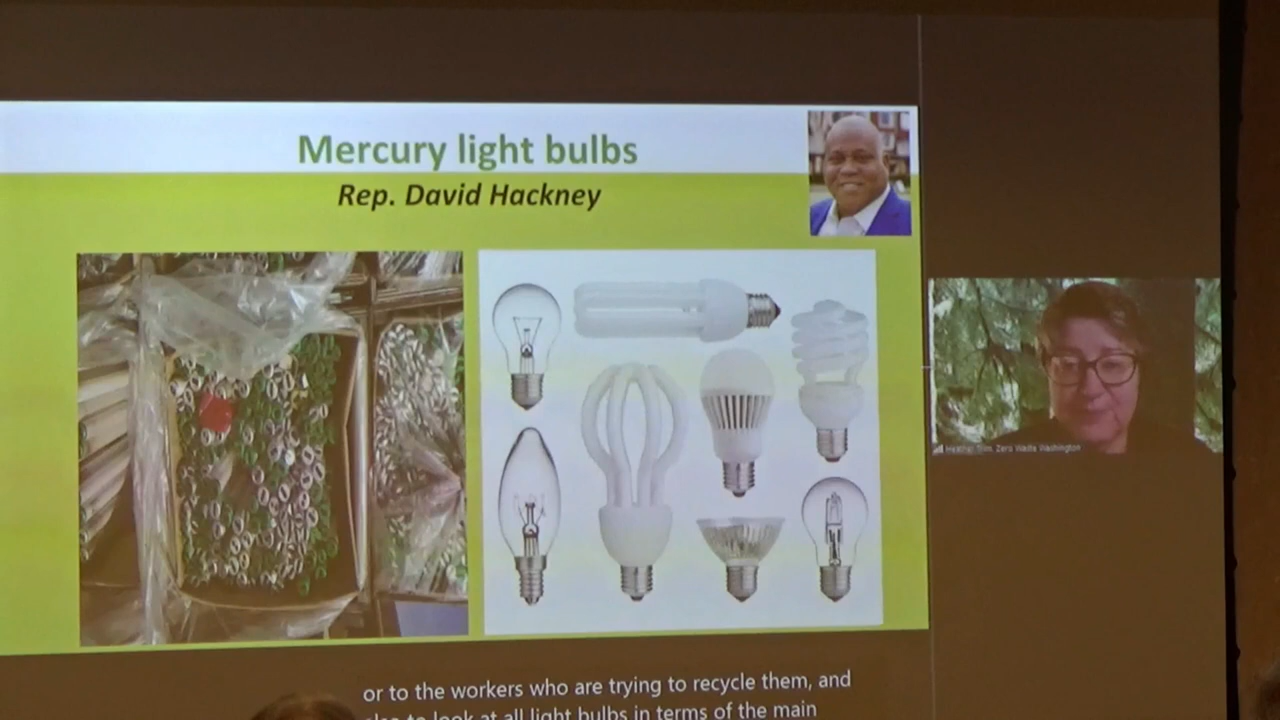 Mercury light bulbs
Rep. David Hackney
Heather Trim, Zero Waste Washington
or to the workers who are trying to recycle them, and
also to look at all light bulbs in terms of the main